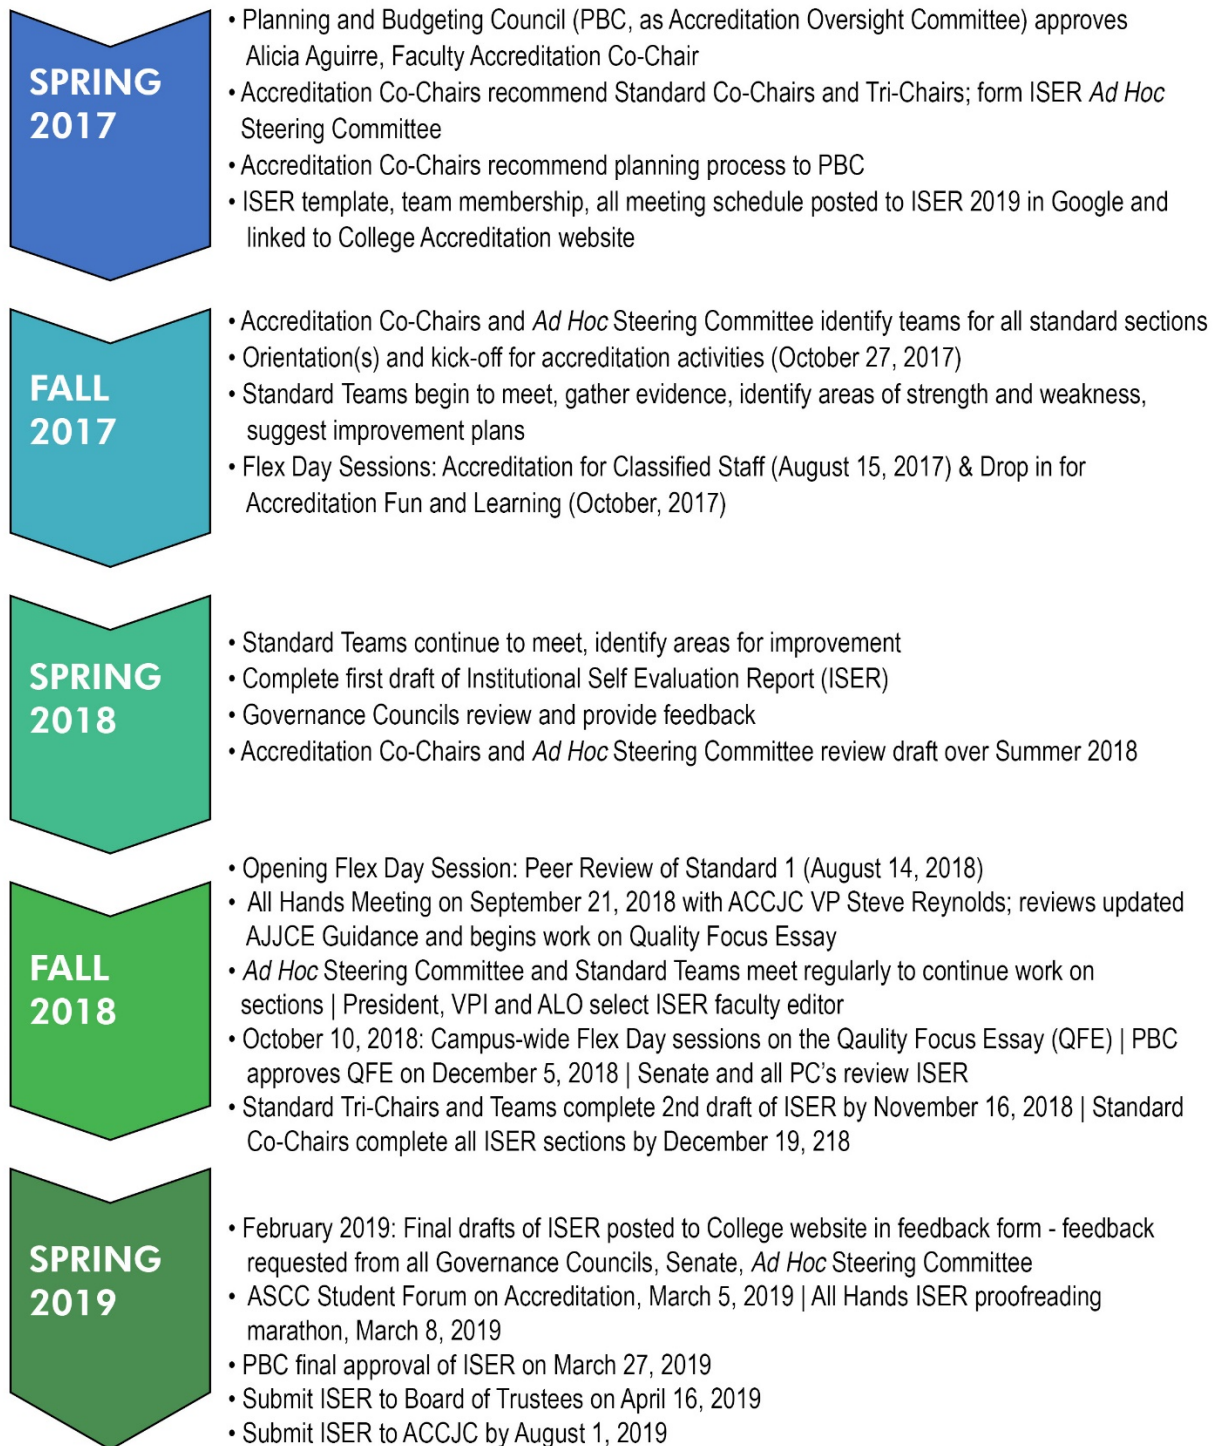 SPRING
2017
• Planning and Budgeting Council (PBC, as Accreditation Oversight Committee) approves
Alicia Aguirre, Faculty Accreditation Co-Chair
• Accreditation Co-Chairs recommend Standard Co-Chairs and Tri-Chairs; form ISER Ad Hoc
Steering Committee
• Accreditation Co-Chairs recommend planning process to PBC
• ISER template, team membership, all meeting schedule posted to ISER 2019 in Google and
linked to College Accreditation website
FALL
2017
• Accreditation Co-Chairs and Ad Hoc Steering Committee identify teams for all standard sections
• Orientation(s) and kick-off for accreditation activities (October 27, 2017)
• Standard Teams begin to meet, gather evidence, identify areas of strength and weakness,
suggest improvement plans
• Flex Day Sessions: Accreditation for Classified Staff (August 15, 2017) & Drop in for
Accreditation Fun and Learning (October, 2017)
SPRING
2018
• Standard Teams continue to meet, identify areas for improvement
• Complete first draft of Institutional Self Evaluation Report (ISER)
• Governance Councils review and provide feedback
• Accreditation Co-Chairs and Ad Hoc Steering Committee review draft over Summer 2018
FALL
2018
• Opening Flex Day Session: Peer Review of Standard 1 (August 14, 2018)
• All Hands Meeting on September 21, 2018 with ACCJC VP Steve Reynolds; reviews updated
AJJCE Guidance and begins work on Quality Focus Essay
• Ad Hoc Steering Committee and Standard Teams meet regularly to continue work on
sections | President, VPI and ALO select ISER faculty editor
• October 10, 2018: Campus-wide Flex Day sessions on the Qaulity Focus Essay (QFE) | PBC
approves QFE on December 5, 2018 | Senate and all PC's review ISER
• Standard Tri-Chairs and Teams complete 2nd draft of ISER by November 16, 2018 | Standard
Co-Chairs complete all ISER sections by December 19, 218
SPRING
2019
• February 2019: Final drafts of ISER posted to College website in feedback form - feedback
requested from all Governance Councils, Senate, Ad Hoc Steering Committee
• ASCC Student Forum on Accreditation, March 5, 2019 | All Hands ISER proofreading
marathon, March 8, 2019
• PBC final approval of ISER on March 27, 2019
• Submit ISER to Board of Trustees on April 16, 2019
• Submit ISER to ACCJC by August 1, 2019